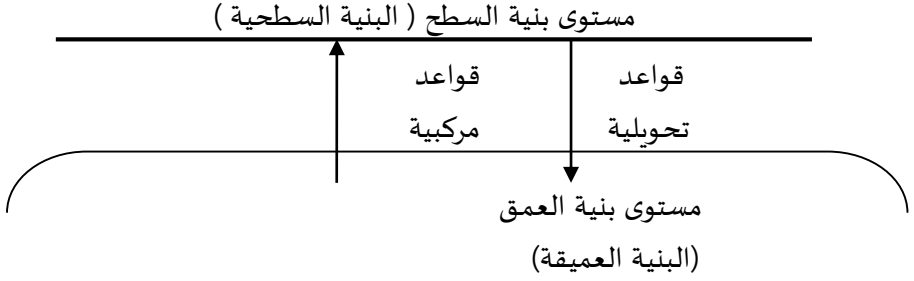 مستوى بنية السطح ( البنية السطحية )
قواعد
تحويلية
قواعد
مركبية
مستوى بنية العمق
(البنية العميقة)